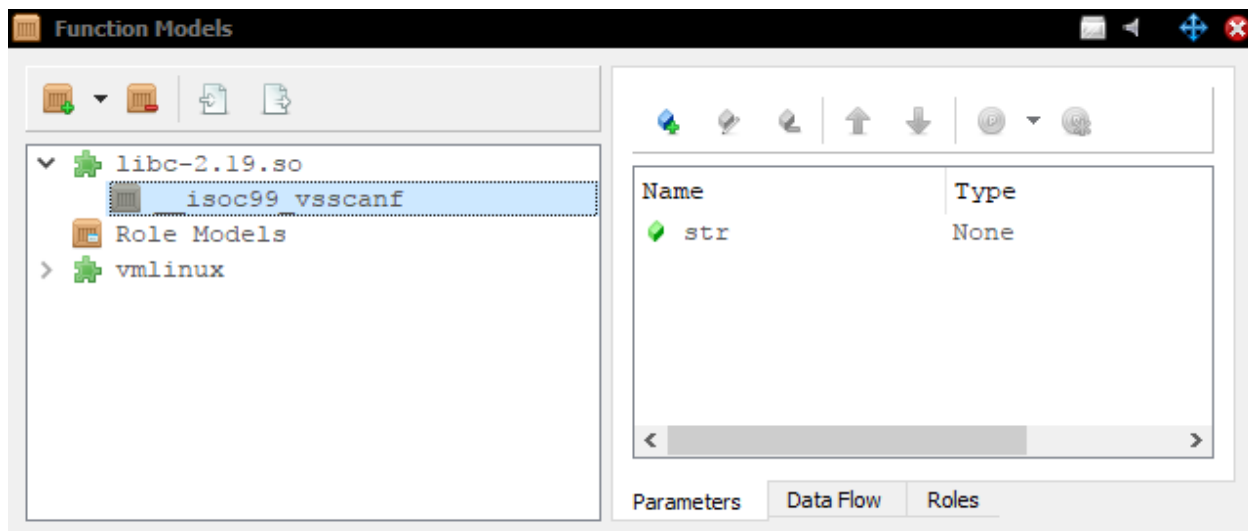 Function Models
libc-2.19.so
__isoc99_vsscanf
Role Models
vmlinux
Name Type
str None
Parameters Data Flow Roles